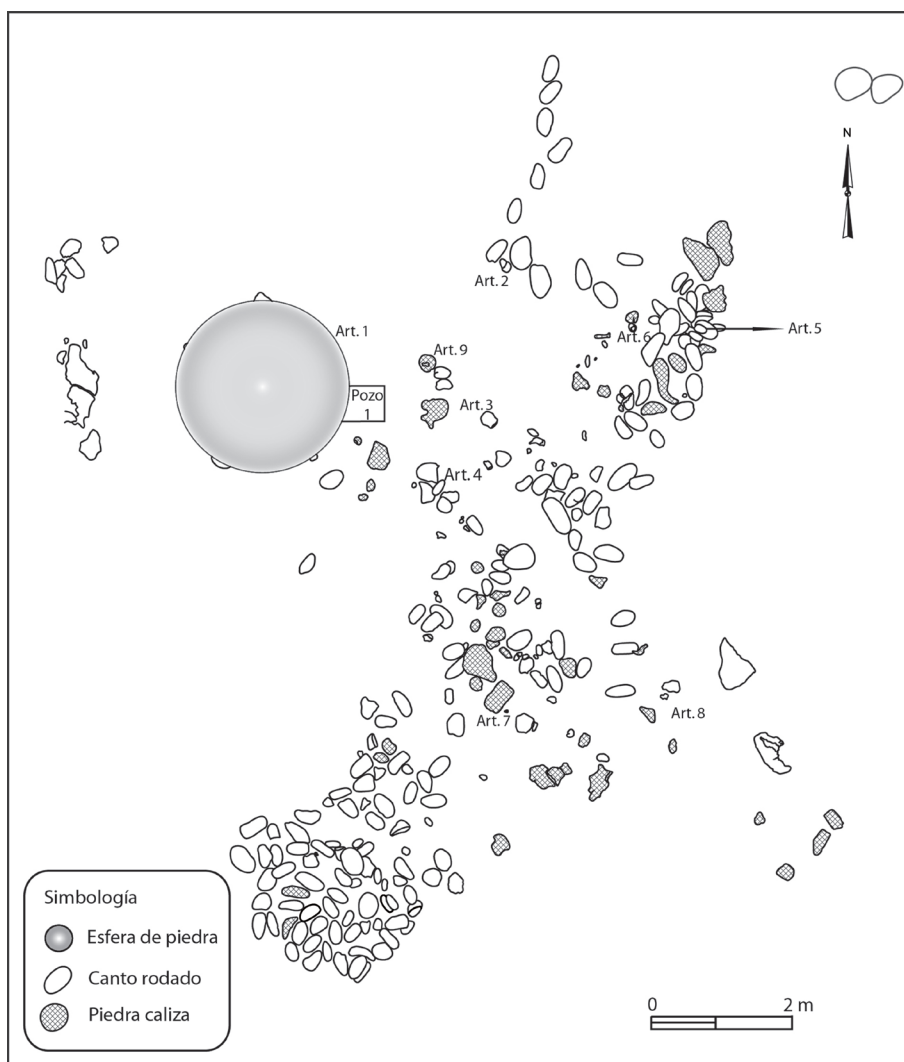 N
Art. 2
Art. 1
Art. 6
Art. 5
Art. 9
Pozo
1
Art. 3
Art. 4
Art. 8
Art. 7
Simbología
Esfera de piedra
Canto rodado
Piedra caliza
0 2 m